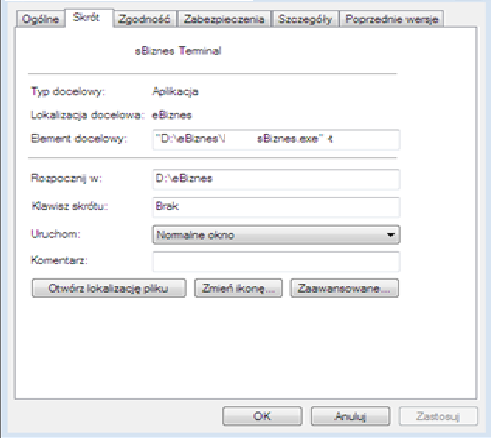 Ogólne Skrót Zgodność Zabezpieczenia Szczegóły Poprzednie wersje
sBiznes Terminal
Typ docelowy: Aplikacja
Lokalizacja docelowa: eBiznes
Element docelowy: "D:\eBiznes\ sBiznes.exe"
Rozpocznij w: D:\eBiznes
Klawisz skrótu: Brak
Uruchom: Normalne okno
Komentarz:
Otwórz lokalizację pliku Zmień ikonę... Zaawansowane...
OK Anuluj Zastosuj